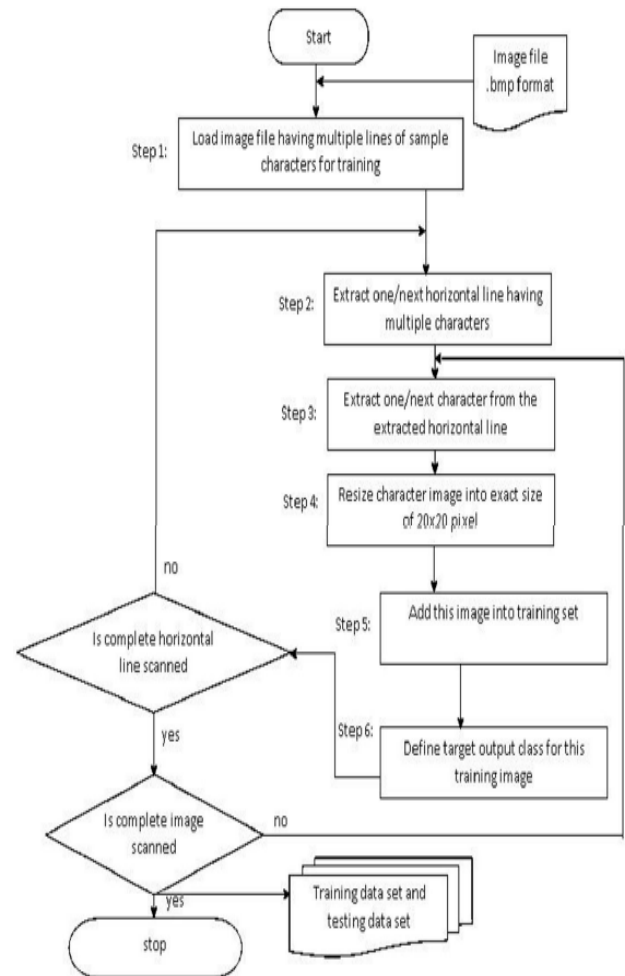 Start
Image file
.bmp format
Step 1:
Load image file having multiple lines of sample
characters for training
Step 2:
Extract one/next horizontal line having
multiple characters
Step 3:
Extract one/next character from the
extracted horizontal line
Step 4:
Resize character image into exact size
of 20x20 pixel
no
Step 5:
Add this image into training set
Is complete horizontal
line scanned
Step 6:
Define target output class for this
training image
yes
Is complete image
scanned
no
yes
Training data set and
testing data set
stop